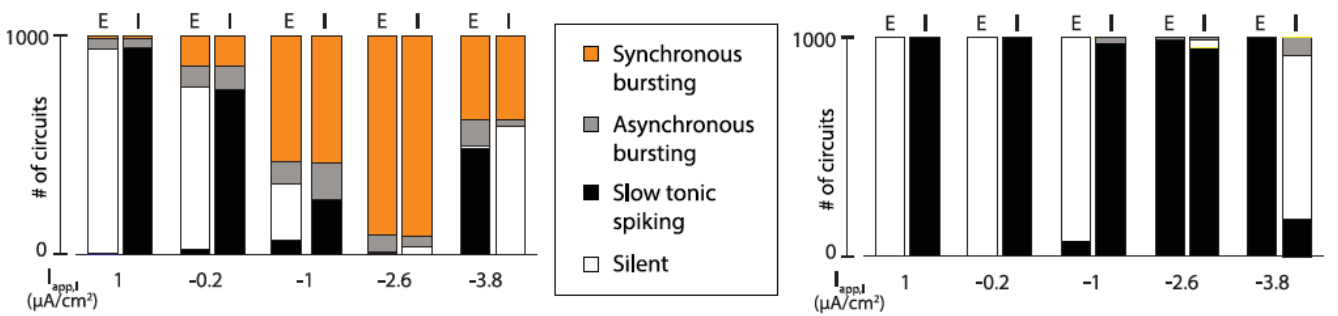 E I E I E I E I E I
1000
# of circuits
0
I app,I
(µA/cm²)
1 -0.2 -1 -2.6 -3.8
Synchronous
bursting
Asynchronous
bursting
Slow tonic
spiking
Silent
E I E I E I E I E I
1000
# of circuits
0
I app,I
(µA/cm²)
1 -0.2 -1 -2.6 -3.8